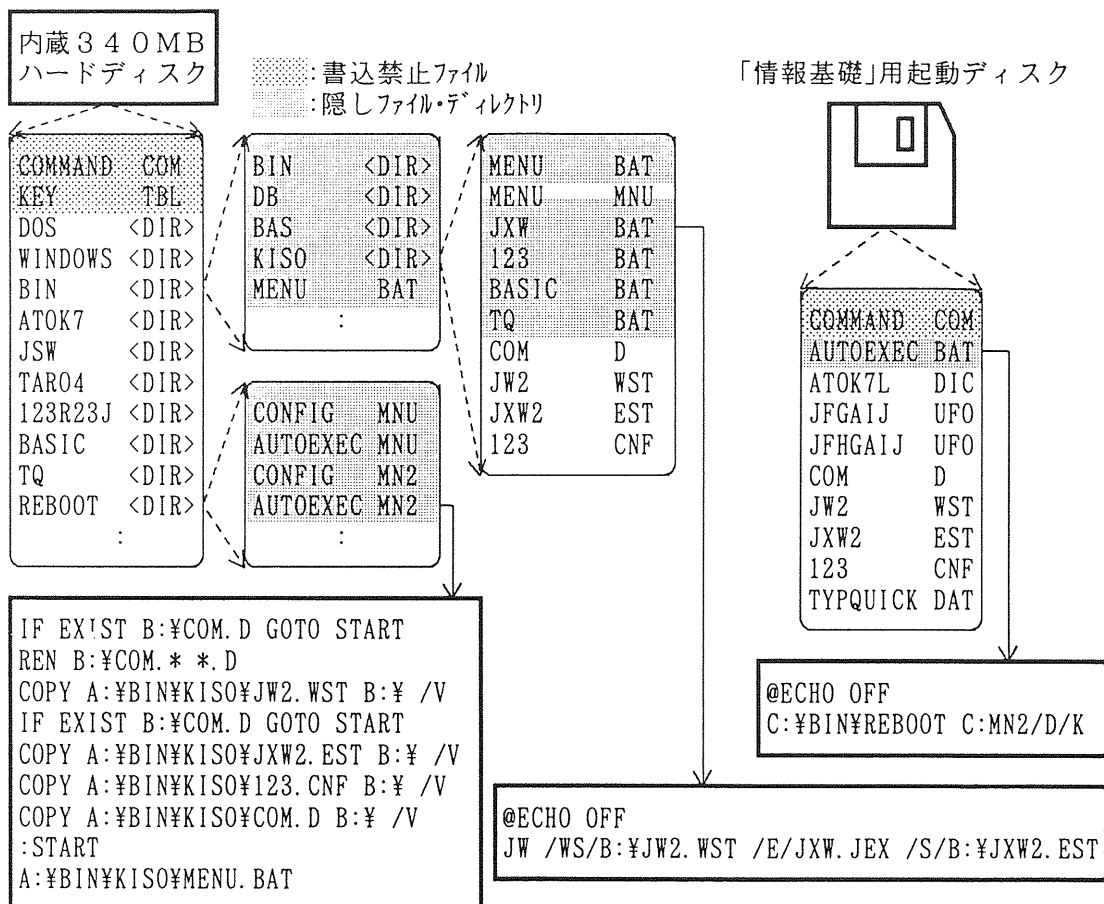 内蔵３４０ＭＢ
ハードディスク
:書込禁止ファイル
:隠しファイル・ディレクトリ
「情報基礎」用起動ディスク
COMMAND COM
KEY TBL
DOS <DIR>
WINDOWS <DIR>
BIN <DIR>
ATOK7 <DIR>
JSW <DIR>
TARO4 <DIR>
123R23J <DIR>
BASIC <DIR>
TQ <DIR>
REBOOT <DIR>
:
BIN <DIR>
DB <DIR>
BAS <DIR>
KISO <DIR>
MENU BAT
:
CONFIG MNU
AUTOEXEC MNU
CONFIG MN2
AUTOEXEC MN2
:
MENU BAT
MENU MNU
JXW BAT
123 BAT
BASIC BAT
TQ BAT
COM D
JW2 WST
JXW2 EST
123 CNF
COMMAND COM
AUTOEXEC BAT
ATOK7L DIC
JFGAIJ UFO
JFHGAIJ UFO
COM D
JW2 WST
JXW2 EST
123 CNF
TYPQUICK DAT
IF EXIST B:¥COM.D GOTO START
REN B:¥COM.* *.D
COPY A:¥BIN¥KISO¥JW2.WST B:¥ /V
IF EXIST B:¥COM.D GOTO START
COPY A:¥BIN¥KISO¥JXW2.EST B:¥ /V
COPY A:¥BIN¥KISO¥123.CNF B:¥ /V
COPY A:¥BIN¥KISO¥COM.D B:¥ /V
:START
A:¥BIN¥KISO¥MENU.BAT
@ECHO OFF
C:¥BIN¥REBOOT C:MN2/D/K
@ECHO OFF
JW /WS/B:¥JW2.WST /E/JXW.JEX /S/B:¥JXW2.EST